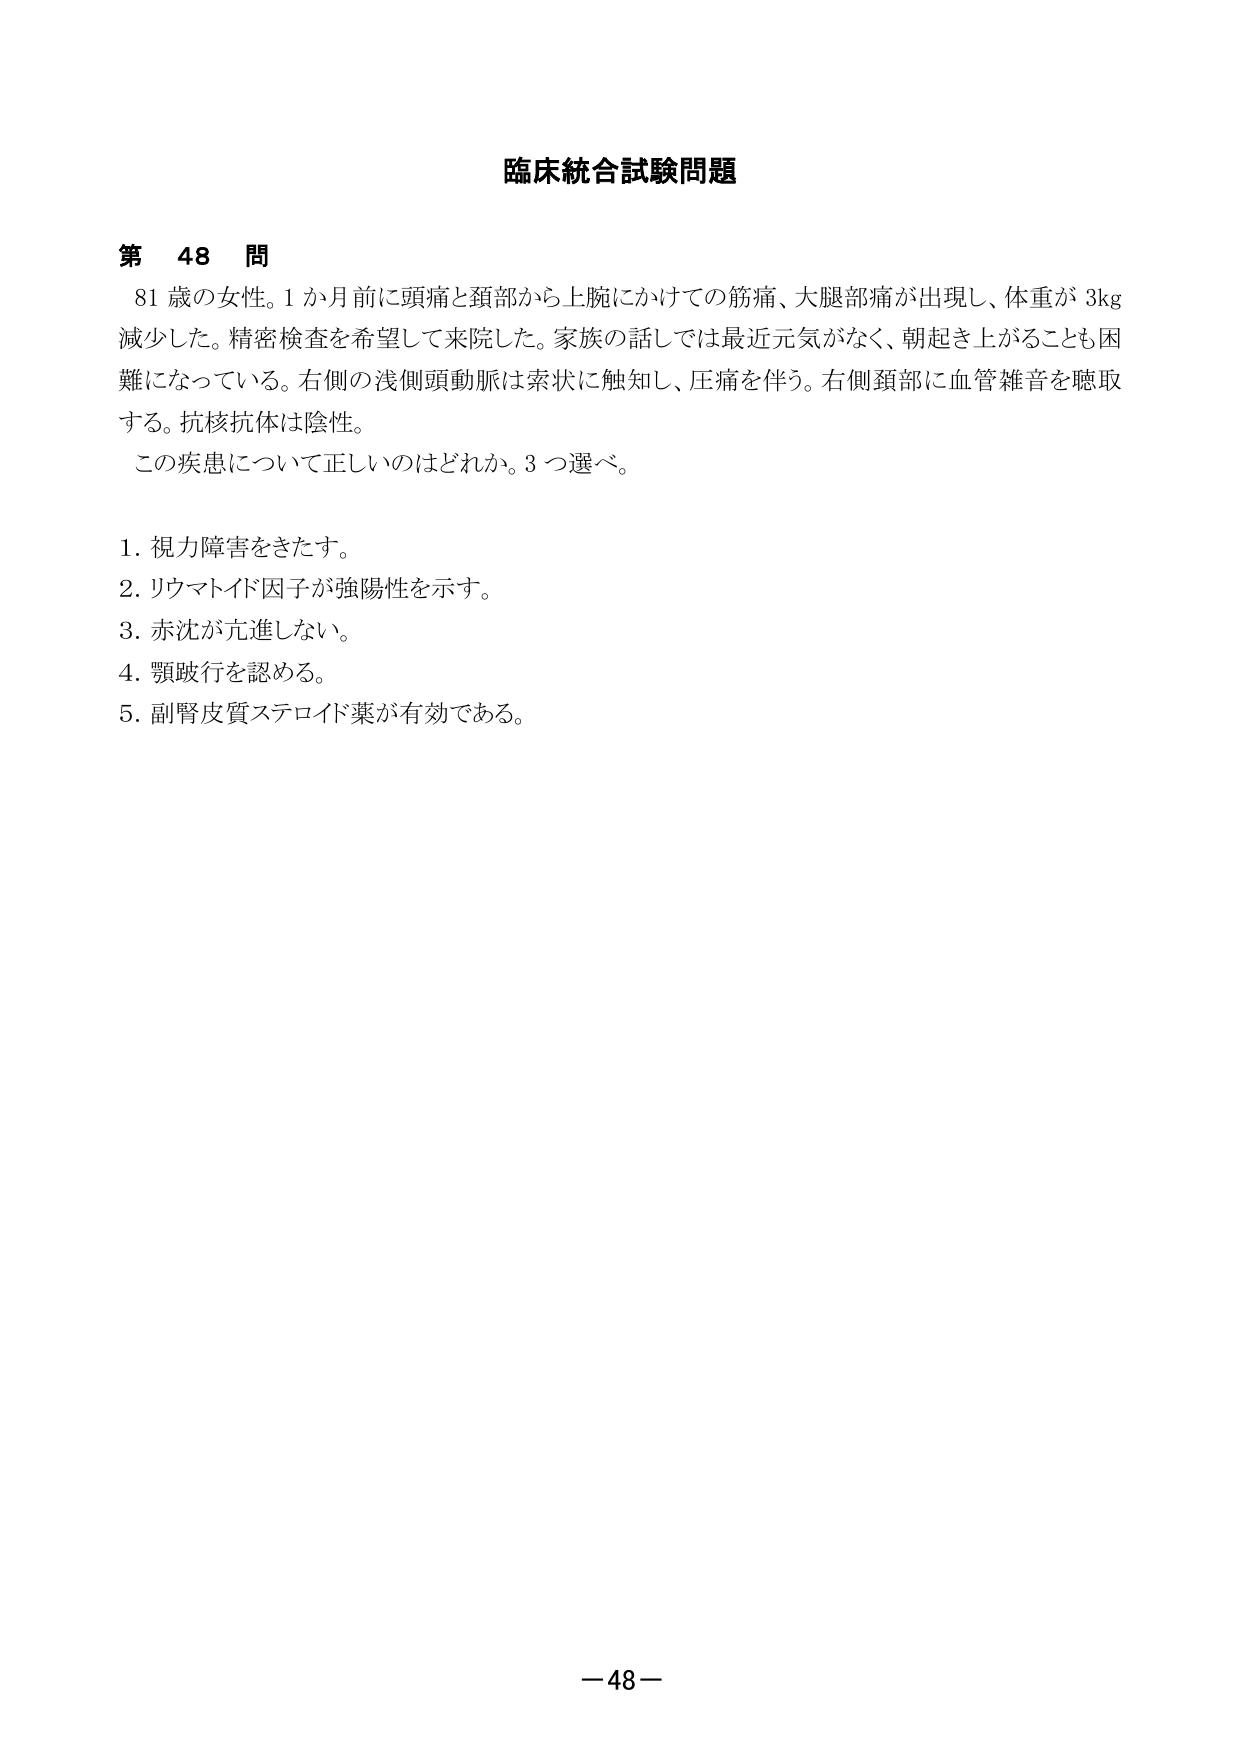 臨床統合試験問題
第　48　問
81 歳の女性。1 か月前に頭痛と頚部から上腕にかけての筋痛、大腿部痛が出現し、体重が 3kg
減少した。精密検査を希望して来院した。家族の話しでは最近元気がなく、朝起き上がることも困
難になっている。右側の浅側頭動脈は索状に触知し、圧痛を伴う。右側頚部に血管雑音を聴取
する。抗核抗体は陰性。
この疾患について正しいのはどれか。3 つ選べ。
1. 視力障害をきたす。
2. リウマトイド因子が強陽性を示す。
3. 赤沈が亢進しない。
4. 顎跛行を認める。
5. 副腎皮質ステロイド薬が有効である。
―48―